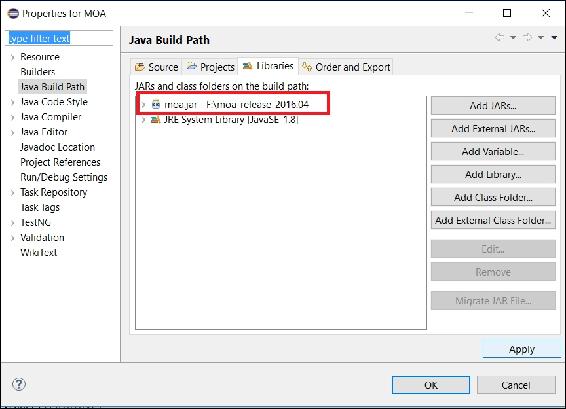 Properties for MOA
type filter text
Resource
Builders
Java Build Path
Java Code Style
Java Compiler
Java Editor
Javadoc Location
Project References
Run/Debug Settings
Task Repository
Task Tags
TestNG
Validation
WikiText
Java Build Path
Source Projects Libraries Order and Export
JARs and class folders on the build path:
moa.jar - F:\moa-release-2016.04
JRE System Library [JavaSE-1.8]
Add JARs...
Add External JARs...
Add Variable...
Add Library...
Add Class Folder...
Add External Class Folder...
Edit...
Remove
Migrate JAR File...
Apply
OK Cancel